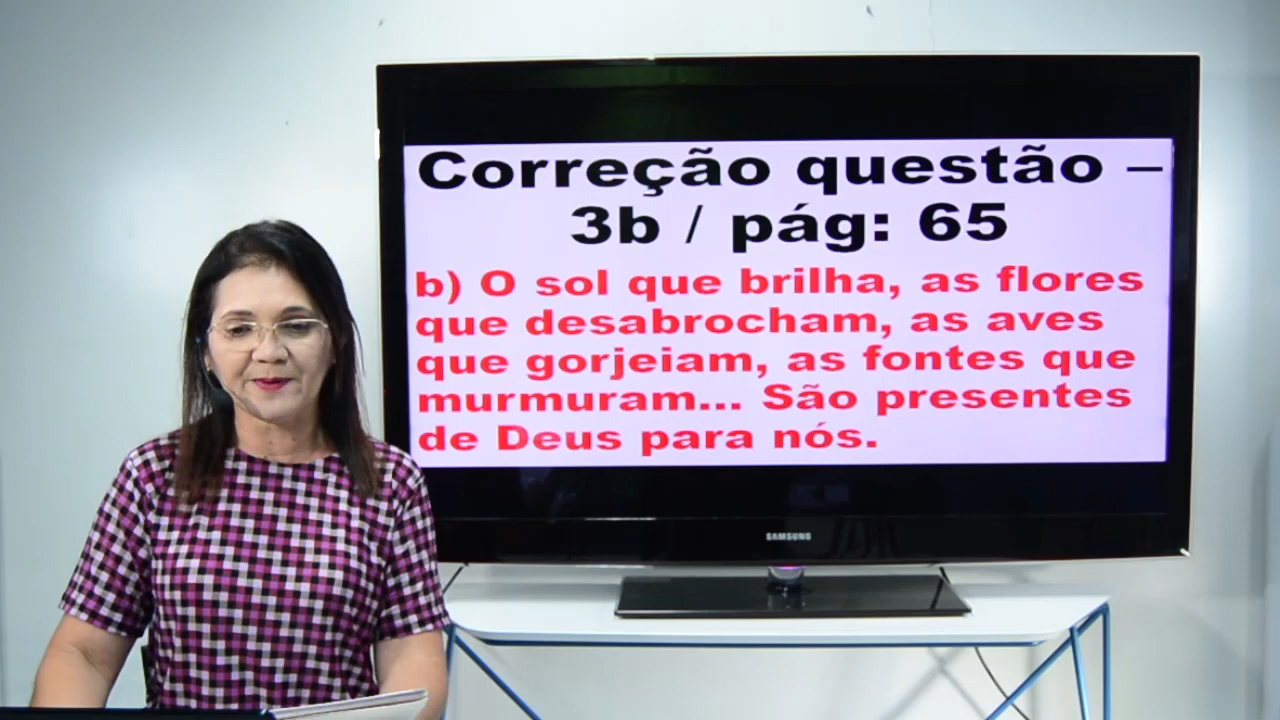 Correção questão –
3b / pág: 65
b) O sol que brilha, as flores
que desabrocham, as aves
que gorjeiam, as fontes que
murmuram... São presentes
de Deus para nós.
SAMSUNG